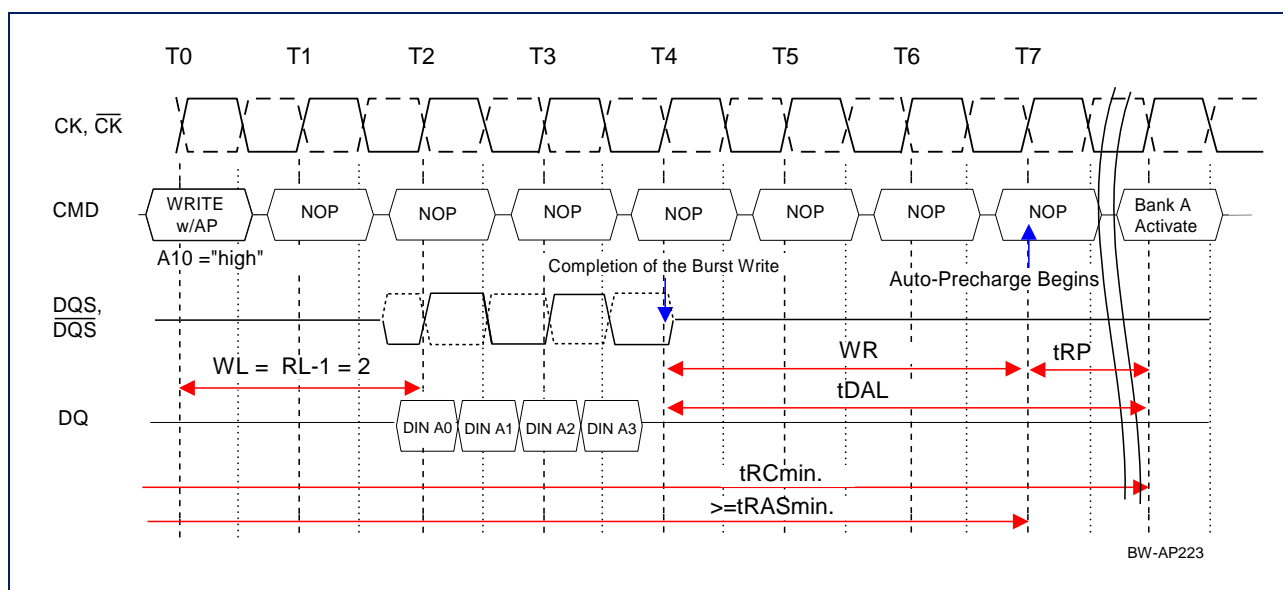 T0 T1 T2 T3 T4 T5 T6 T7
CK, CK
CMD
WRITE w/AP
NOP
NOP
NOP
NOP
NOP
NOP
NOP
Bank A Activate
A10 ="high"
Completion of the Burst Write
Auto-Precharge Begins
DQS,
DQS
WL = RL-1 = 2
WR
tRP
tDAL
DQ
DIN A0
DIN A1
DIN A2
DIN A3
tRCmin.
>=tRASmin.
BW-AP223